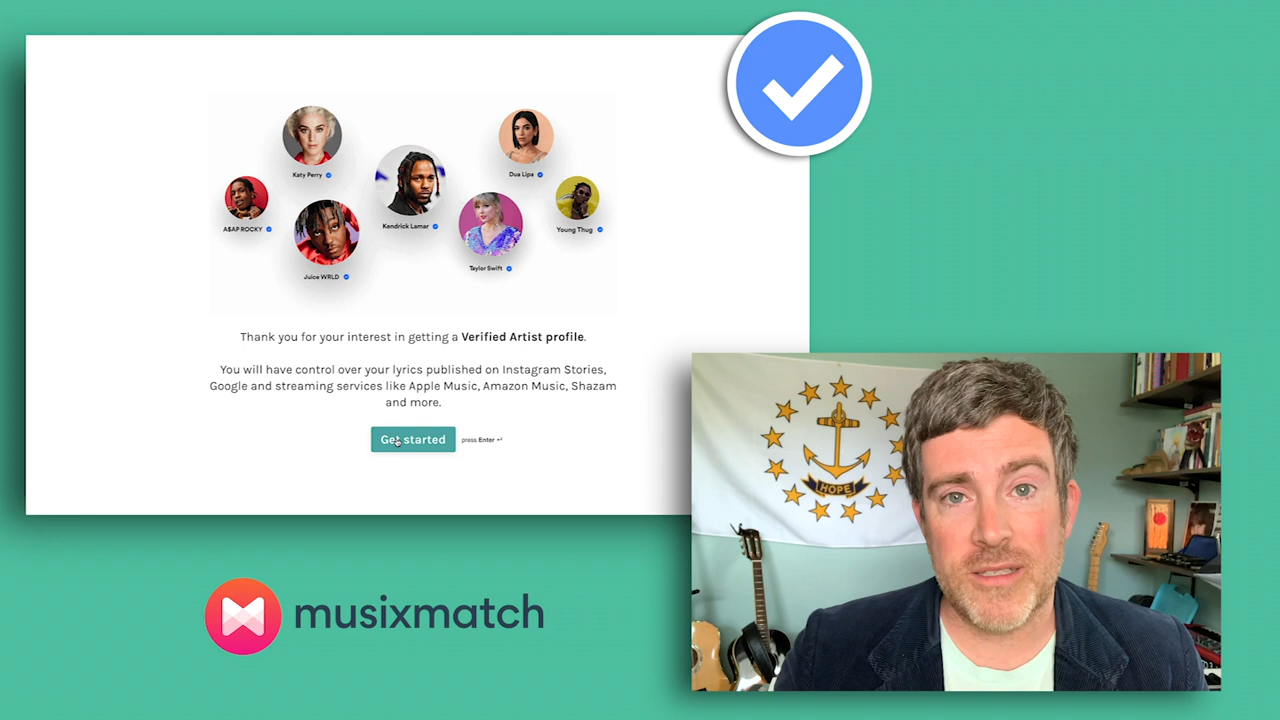 Katy Perry
Dua Lipa
A$AP ROCKY
Kendrick Lamar
Young Thug
Taylor Swift
Juice WRLD
Thank you for your interest in getting a Verified Artist profile.
You will have control over your lyrics published on Instagram Stories,
Google and streaming services like Apple Music, Amazon Music, Shazam
and more.
Get started
press Enter ↵
HOPE
musixmatch